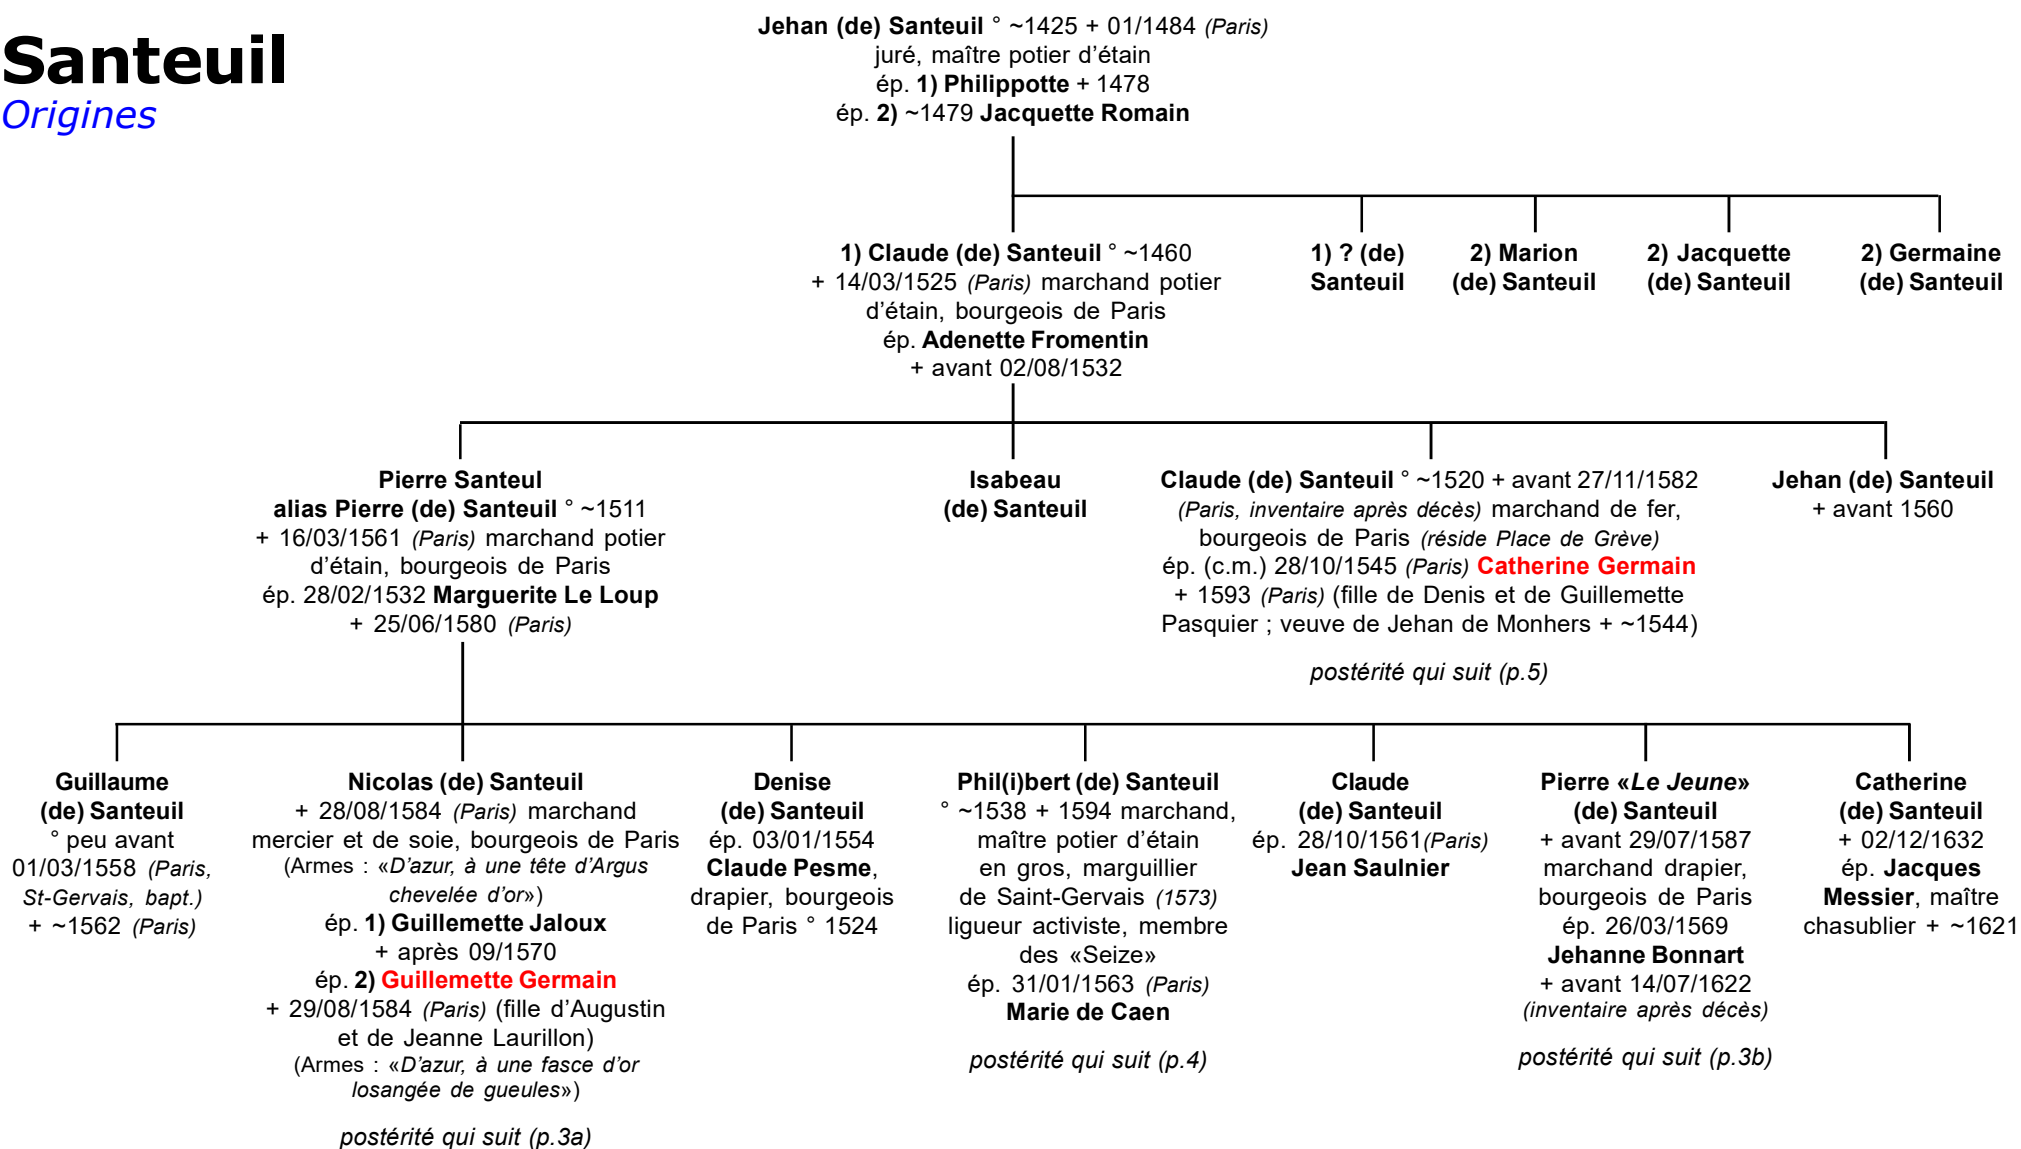 Santeuil
Origines
Jehan (de) Santeuil ° ~1425 + 01/1484 (Paris)
juré, maître potier d'étain
ép. 1) Philippotte + 1478
ép. 2) ~1479 Jacquette Romain
1) Claude (de) Santeuil ° ~1460
+ 14/03/1525 (Paris) marchand potier
d'étain, bourgeois de Paris
ép. Adenette Fromentin
+ avant 02/08/1532
1) ? (de)
Santeuil
2) Marion
(de) Santeuil
2) Jacquette
(de) Santeuil
2) Germaine
(de) Santeuil
Pierre Santeul
alias Pierre (de) Santeuil ° ~1511
+ 16/03/1561 (Paris) marchand potier
d'étain, bourgeois de Paris
ép. 28/02/1532 Marguerite Le Loup
+ 25/06/1580 (Paris)
Isabeau
(de) Santeuil
Claude (de) Santeuil ° ~1520 + avant 27/11/1582
(Paris, inventaire après décès) marchand de fer,
bourgeois de Paris (réside Place de Grève)
ép. (c.m.) 28/10/1545 (Paris) Catherine Germain
+ 1593 (Paris) (fille de Denis et de Guillemette
Pasquier ; veuve de Jehan de Monhers + ~1544)
postérité qui suit (p.5)
Jehan (de) Santeuil
+ avant 1560
Guillaume
(de) Santeuil
° peu avant
01/03/1558 (Paris,
St-Gervais, bapt.)
+ ~1562 (Paris)
Nicolas (de) Santeuil
+ 28/08/1584 (Paris) marchand
mercier et de soie, bourgeois de Paris
(Armes : «D'azur, à une tête d'Argus
chevelée d'or»)
ép. 1) Guillemette Jaloux
+ après 09/1570
ép. 2) Guillemette Germain
+ 29/08/1584 (Paris) (fille d'Augustin
et de Jeanne Laurillon)
(Armes : «D'azur, à une fasce d'or
losangée de gueules»)
postérité qui suit (p.3a)
Denise
(de) Santeuil
ép. 03/01/1554
Claude Pesme,
drapier, bourgeois
de Paris ° 1524
Phil(i)bert (de) Santeuil
° ~1538 + 1594 marchand,
maître potier d'étain
en gros, marguillier
de Saint-Gervais (1573)
ligueur activiste, membre
des «Seize»
ép. 31/01/1563 (Paris)
Marie de Caen
postérité qui suit (p.4)
Claude
(de) Santeuil
ép. 28/10/1561(Paris)
Jean Saulnier
Pierre «Le Jeune»
(de) Santeuil
+ avant 29/07/1587
marchand drapier,
bourgeois de Paris
ép. 26/03/1569
Jehanne Bonnart
+ avant 14/07/1622
(inventaire après décès)
postérité qui suit (p.3b)
Catherine
(de) Santeuil
+ 02/12/1632
ép. Jacques
Messier, maître
chasublier + ~1621